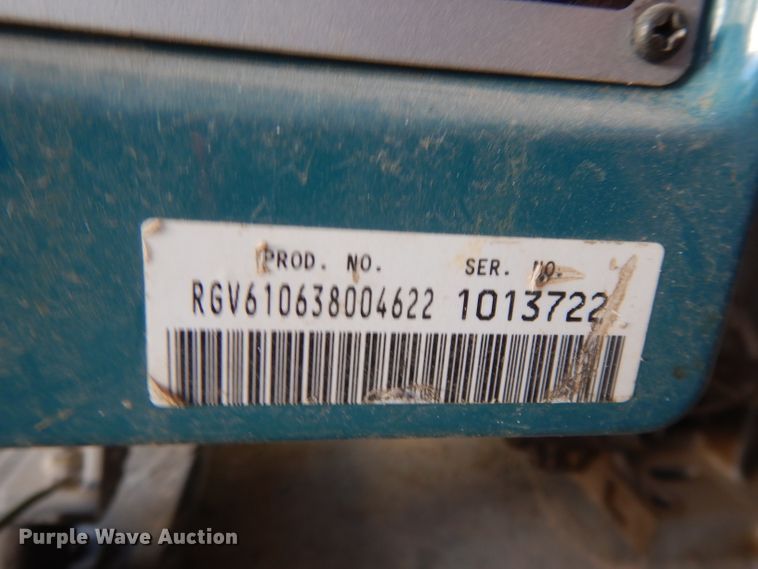 PROD. NO. SER. NO.
RGV610638004622 1013722
Purple Wave Auction